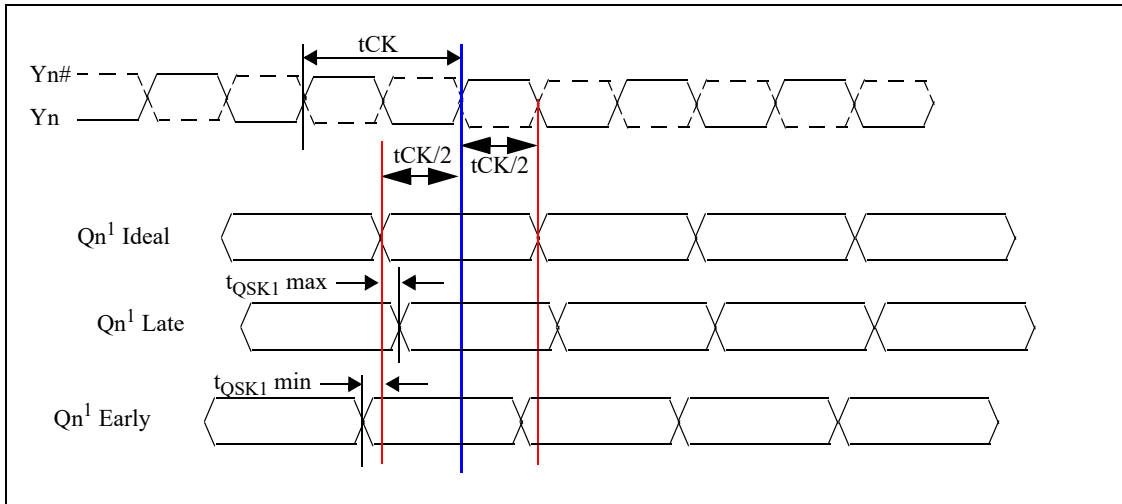 tCK
Yn#
Yn
tCK/2
tCK/2
Qn¹ Ideal
tQSK1 max
Qn¹ Late
tQSK1 min
Qn¹ Early